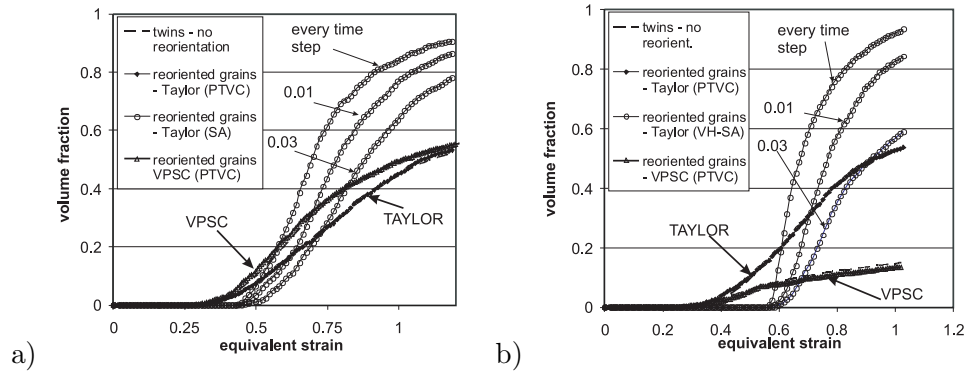 twins - no
reorientation
reoriented grains
- Taylor (PTVC)
reoriented grains
- Taylor (SA)
reoriented grains
VPSC (PTVC)
every time
step
0.01
0.03
VPSC
TAYLOR
volume fraction
1
0.8
0.6
0.4
0.2
0
0 0.25 0.5 0.75 1
equivalent strain
a)
twins - no
reorient.
reoriented grains
- Taylor (PTVC)
reoriented grains
- Taylor (VH-SA)
reoriented grains
- VPSC (PTVC)
every time
step
0.01
0.03
TAYLOR
VPSC
volume fraction
1
0.8
0.6
0.4
0.2
0
0 0.2 0.4 0.6 0.8 1 1.2
equivalent strain
b)